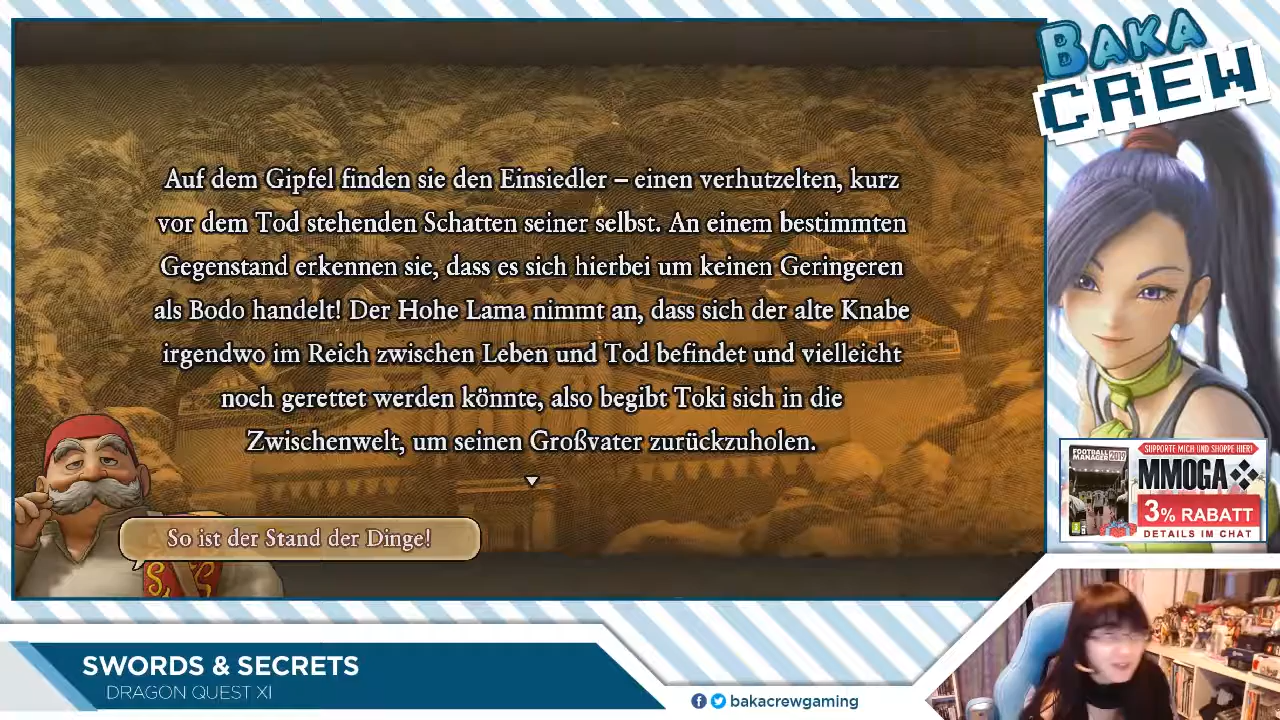 BAKA
CREW
Auf dem Gipfel finden sie den Einsiedler – einen verhutzelten, kurz
vor dem Tod stehenden Schatten seiner selbst. An einem bestimmten
Gegenstand erkennen sie, dass es sich hierbei um keinen Geringeren
als Bodo handelt! Der Hohe Lama nimmt an, dass sich der alte Knabe
irgendwo im Reich zwischen Leben und Tod befindet und vielleicht
noch gerettet werden könnte, also begibt Toki sich in die
Zwischenwelt, um seinen Großvater zurückzuholen.
So ist der Stand der Dinge!
FOOTBALL
MANAGER 2019
SUPPORTE MICH UND SHOPPE HIER!
MMOGA
3% RABATT
DETAILS IM CHAT
SWORDS & SECRETS
DRAGON QUEST XI
bakacrewgaming